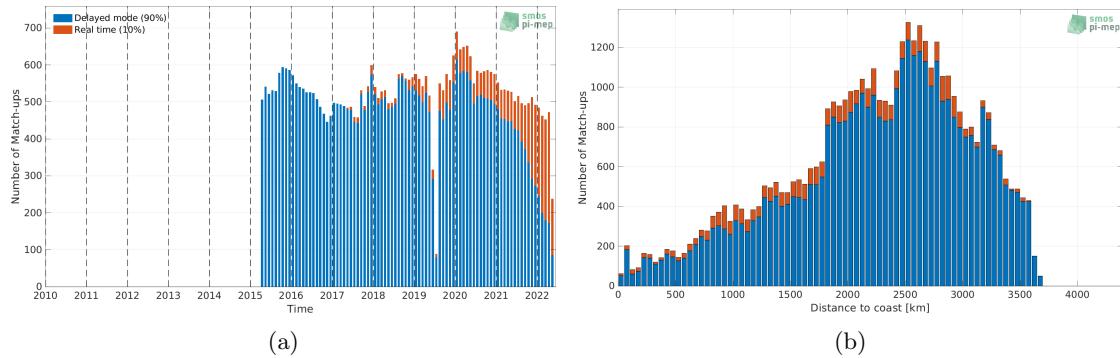 Delayed mode (90%)
Real time (10%)
smos
pi-mep
Number of Match-ups
700
600
500
400
300
200
100
0
2010 2011 2012 2013 2014 2015 2016 2017 2018 2019 2020 2021 2022
Time
(a)
smos
pi-mep
Number of Match-ups
1200
1000
800
600
400
200
0
0 500 1000 1500 2000 2500 3000 3500 4000
Distance to coast [km]
(b)